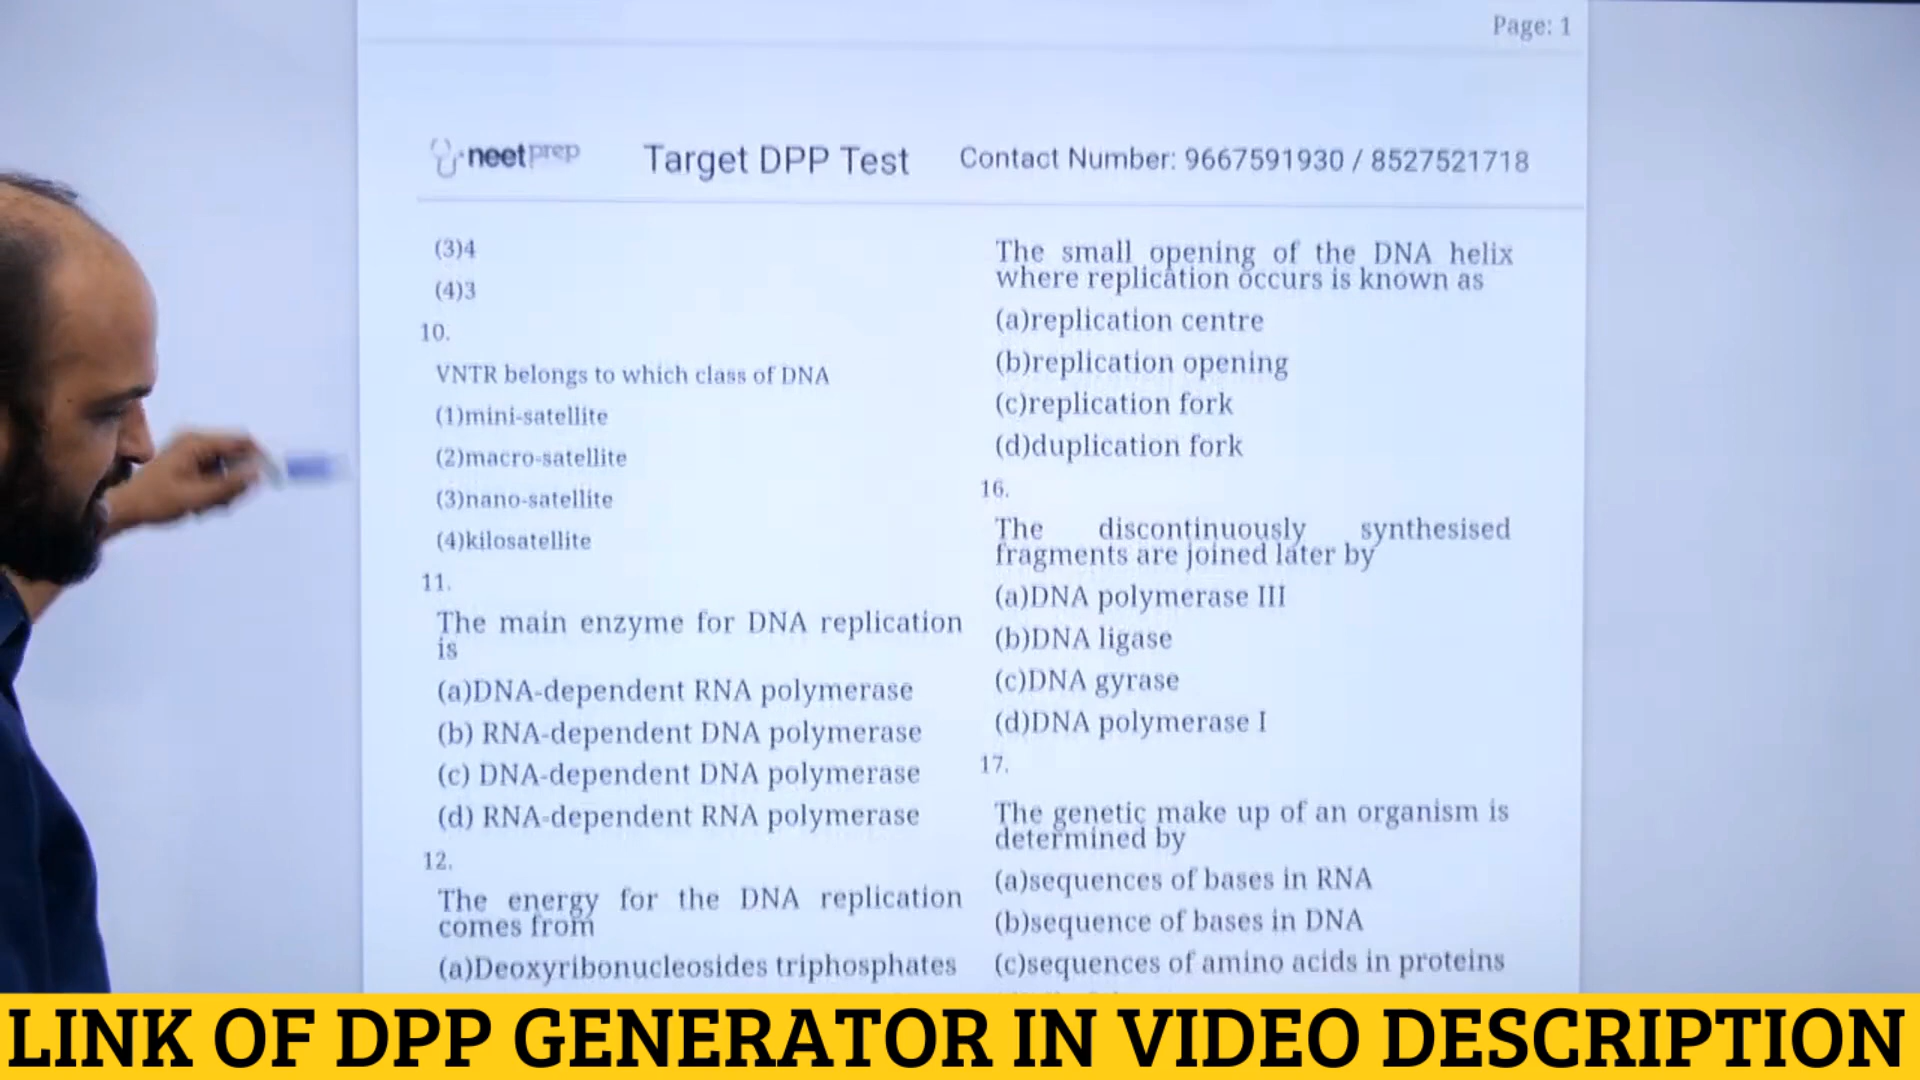 Page: 1
neetprep
Target DPP Test
Contact Number: 9667591930 / 8527521718
(3)4
(4)3
10.
VNTR belongs to which class of DNA
(1)mini-satellite
(2)macro-satellite
(3)nano-satellite
(4)kilosatellite
11.
The main enzyme for DNA replication
is
(a)DNA-dependent RNA polymerase
(b) RNA-dependent DNA polymerase
(c) DNA-dependent DNA polymerase
(d) RNA-dependent RNA polymerase
12.
The energy for the DNA replication
comes from
(a)Deoxyribonucleosides triphosphates
The small opening of the DNA helix
where replication occurs is known as
(a)replication centre
(b)replication opening
(c)replication fork
(d)duplication fork
16.
The discontinuously synthesised
fragments are joined later by
(a)DNA polymerase III
(b)DNA ligase
(c)DNA gyrase
(d)DNA polymerase I
17.
The genetic make up of an organism is
determined by
(a)sequences of bases in RNA
(b)sequence of bases in DNA
(c)sequences of amino acids in proteins
LINK OF DPP GENERATOR IN VIDEO DESCRIPTION